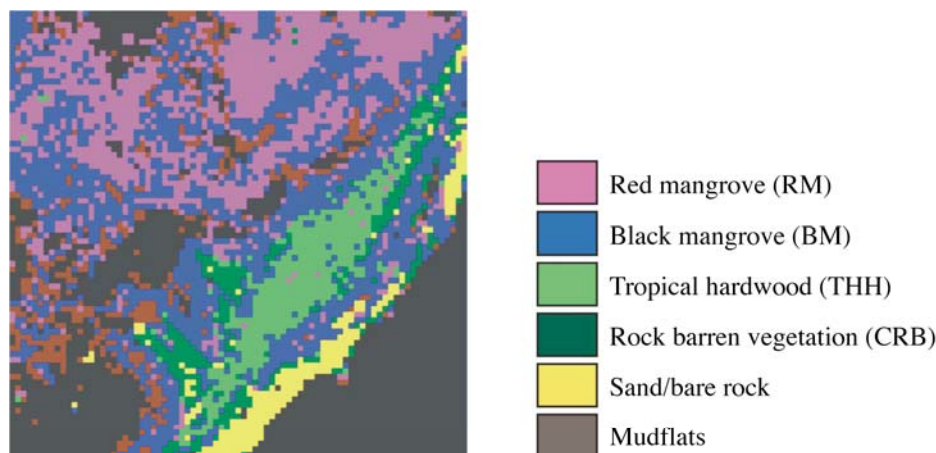 Red mangrove (RM)
Black mangrove (BM)
Tropical hardwood (THH)
Rock barren vegetation (CRB)
Sand/bare rock
Mudflats